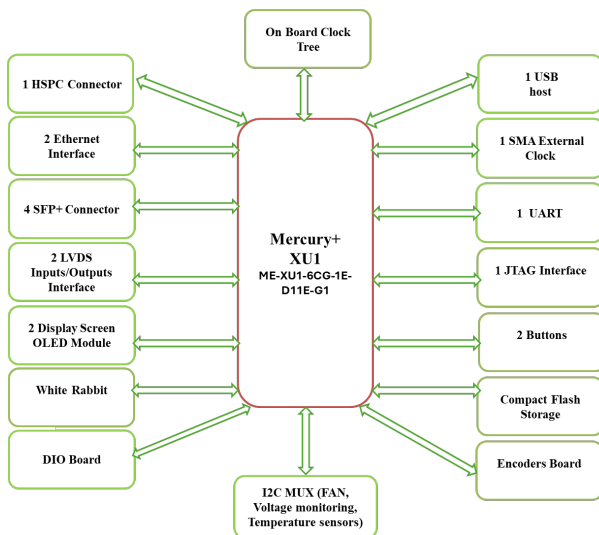 On Board Clock
Tree
1 HSPC Connector
2 Ethernet
Interface
4 SFP+ Connector
2 LVDS
Inputs/Outputs
Interface
2 Display Screen
OLED Module
White Rabbit
DIO Board
Mercury+
XU1
ME-XU1-6CG-1E-
D11E-G1
1 USB
host
1 SMA External
Clock
1 UART
1 JTAG Interface
2 Buttons
Compact Flash
Storage
Encoders Board
I2C MUX (FAN,
Voltage monitoring,
Temperature sensors)